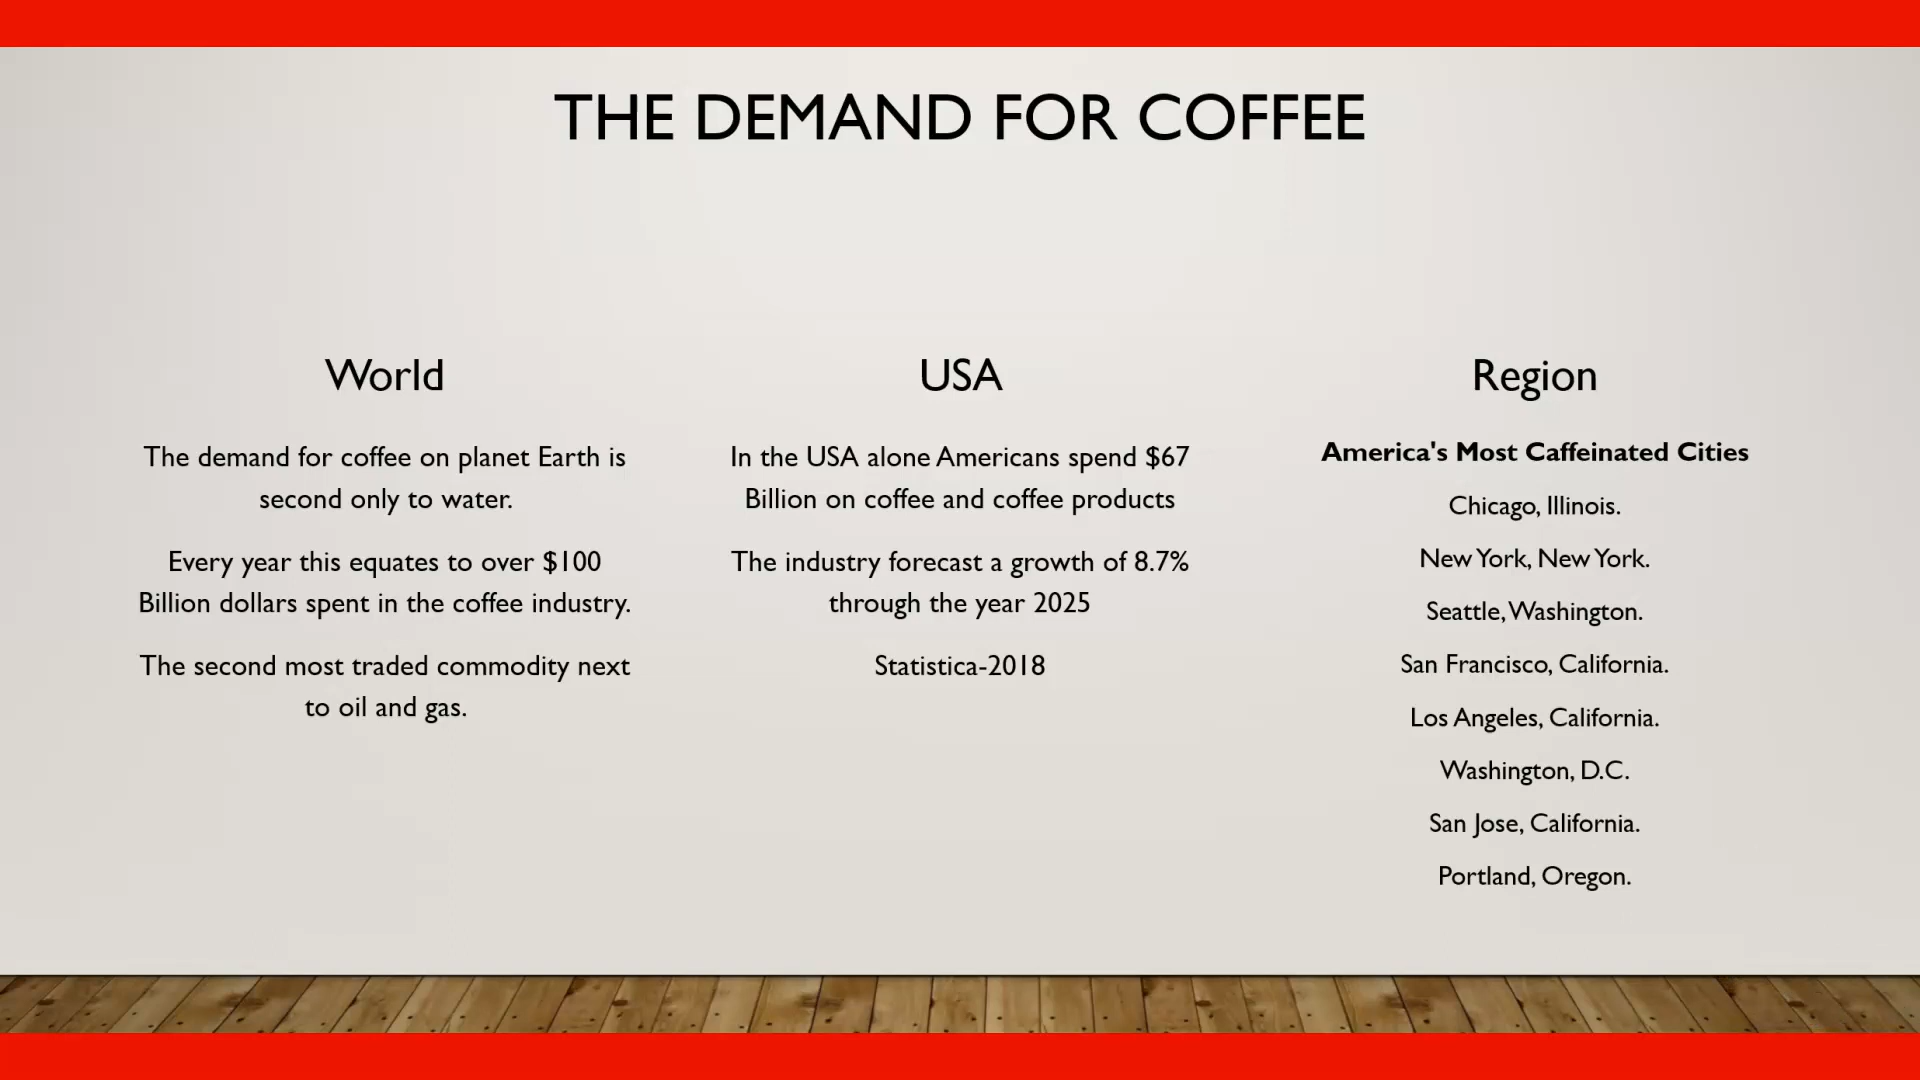 THE DEMAND FOR COFFEE
World
The demand for coffee on planet Earth is
second only to water.
Every year this equates to over $100
Billion dollars spent in the coffee industry.
The second most traded commodity next
to oil and gas.
USA
In the USA alone Americans spend $67
Billion on coffee and coffee products
The industry forecast a growth of 8.7%
through the year 2025
Statistica-2018
Region
America's Most Caffeinated Cities
Chicago, Illinois.
New York, New York.
Seattle, Washington.
San Francisco, California.
Los Angeles, California.
Washington, D.C.
San Jose, California.
Portland, Oregon.